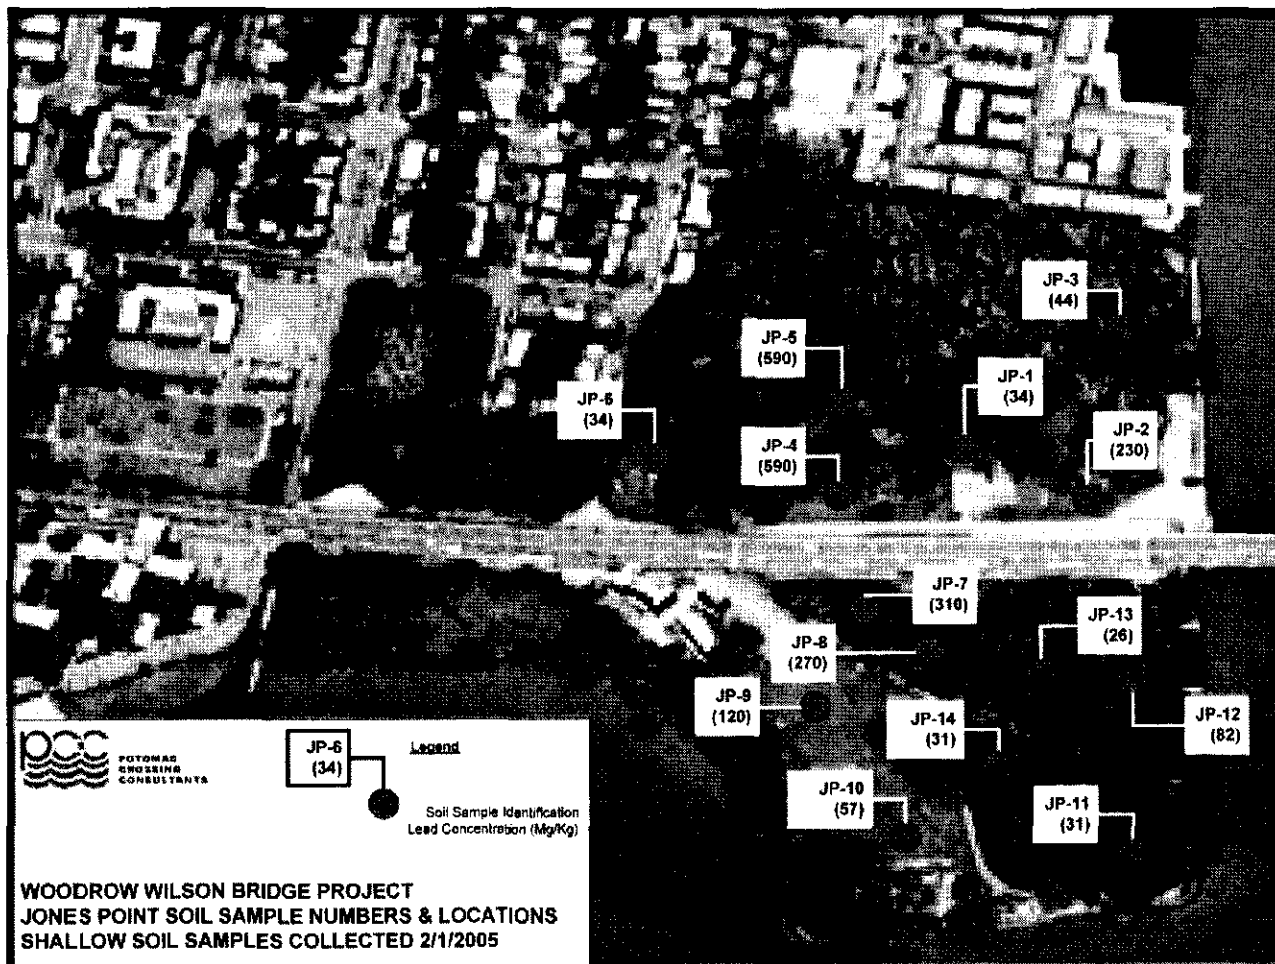 JP-3
(44)
JP-5
(590)
JP-1
(34)
JP-6
(34)
JP-2
(230)
JP-4
(590)
JP-7
(310)
JP-13
(26)
JP-8
(270)
JP-9
(120)
JP-14
(31)
JP-12
(82)
JP-10
(57)
JP-11
(31)
pcc
POTOMAC
CROSSING
CONSULTANTS
JP-6
(34)
Legend
Soil Sample Identification
Lead Concentration (Mg/Kg)
WOODROW WILSON BRIDGE PROJECT
JONES POINT SOIL SAMPLE NUMBERS & LOCATIONS
SHALLOW SOIL SAMPLES COLLECTED 2/1/2005